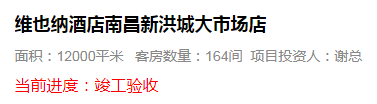 维也纳酒店南昌新洪城大市场店
面积：12000平米 客房数量：164间 项目投资人：谢总
当前进度：竣工验收